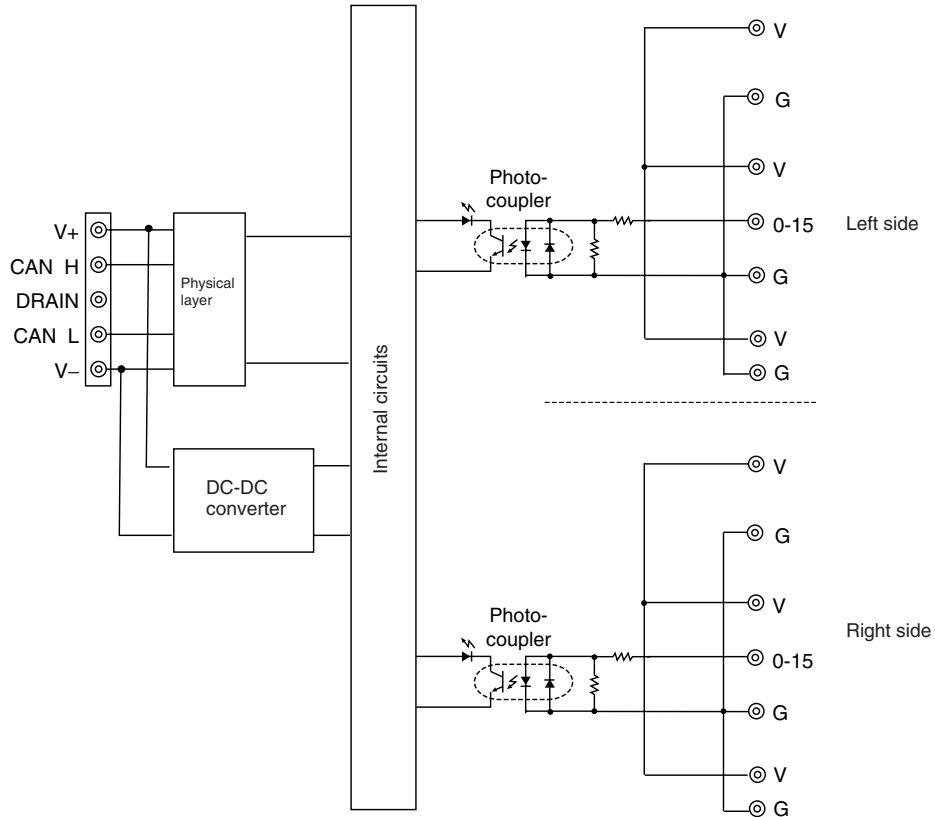 V+
CAN H
DRAIN
CAN L
V–
Physical
layer
DC-DC
converter
Internal circuits
Photo-
coupler
V
G
V
0-15
G
V
G
Left side
Photo-
coupler
V
G
V
0-15
G
V
G
Right side